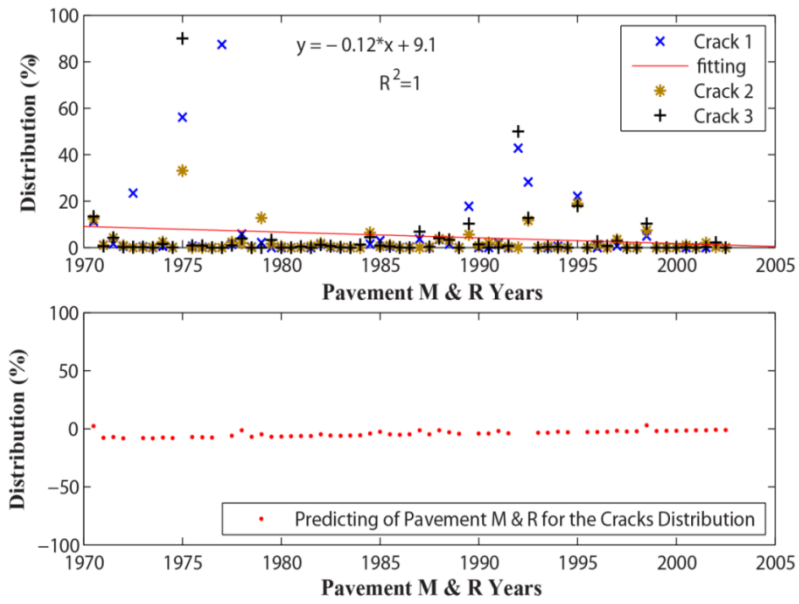 100
80
60
40
20
0
Distribution (%)
y = – 0.12*x + 9.1
R²=1
Crack 1
fitting
Crack 2
Crack 3
1970 1975 1980 1985 1990 1995 2000 2005
Pavement M & R Years
100
50
0
−50
−100
Distribution (%)
Predicting of Pavement M & R for the Cracks Distribution
1970 1975 1980 1985 1990 1995 2000 2005
Pavement M & R Years